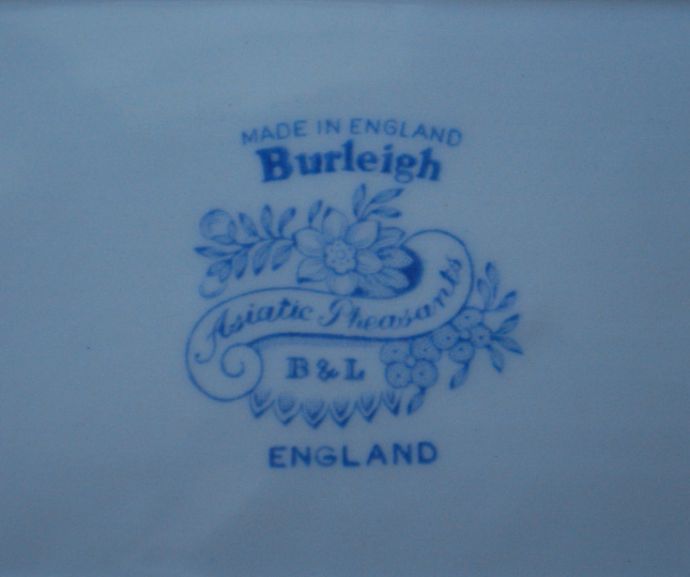 MADE IN ENGLAND
Burleigh
Asiatic Pheasants
B & L
ENGLAND